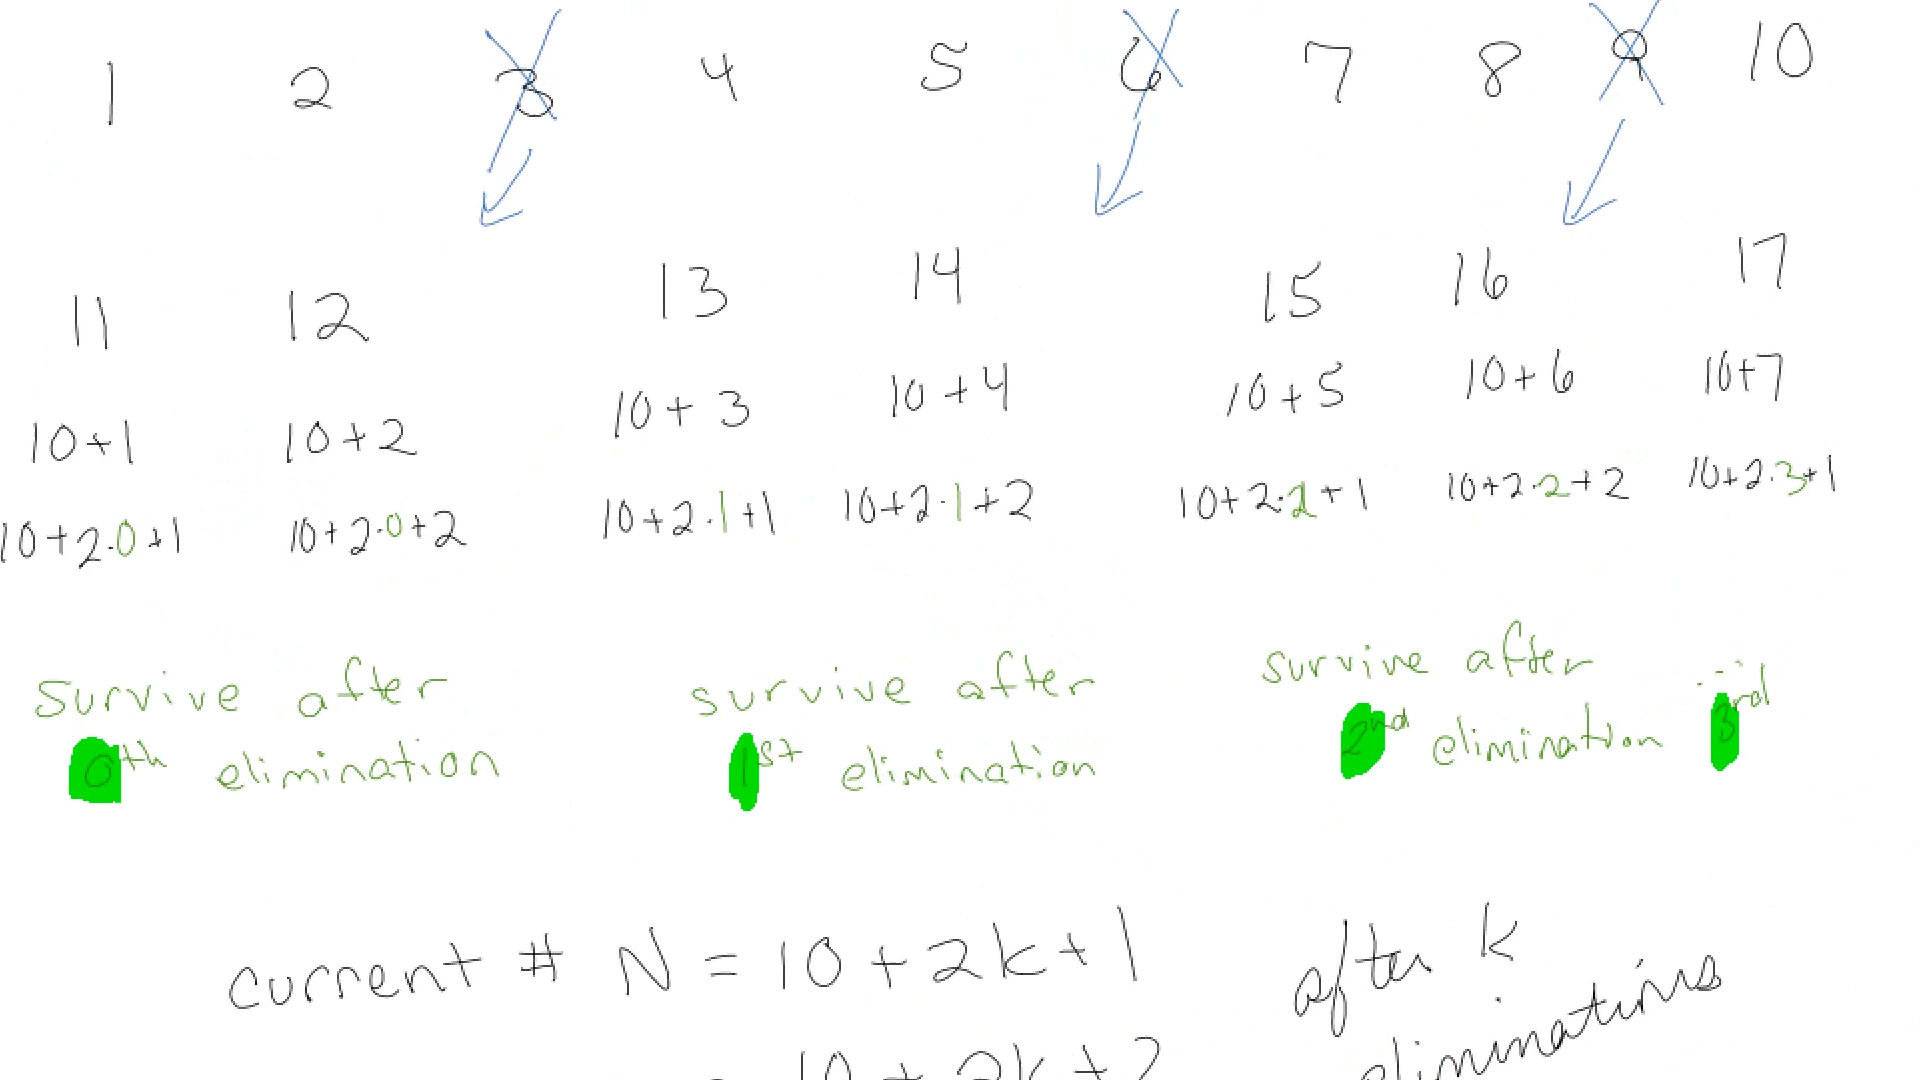 1 2 3 4 5 6 7 8 9 10
11 12 13 14 15 16 17
10+1 10+2 10+3 10+4 10+5 10+6 10+7
10+2·0+1 10+2·0+2 10+2·1+1 10+2·1+2 10+2·2+1 10+2·2+2 10+2·3+1
survive after
0th elimination
survive after
1st elimination
survive after
2nd elimination
... 3rd
current # N = 10+2k+1 after k
= 10+2k+2 eliminations